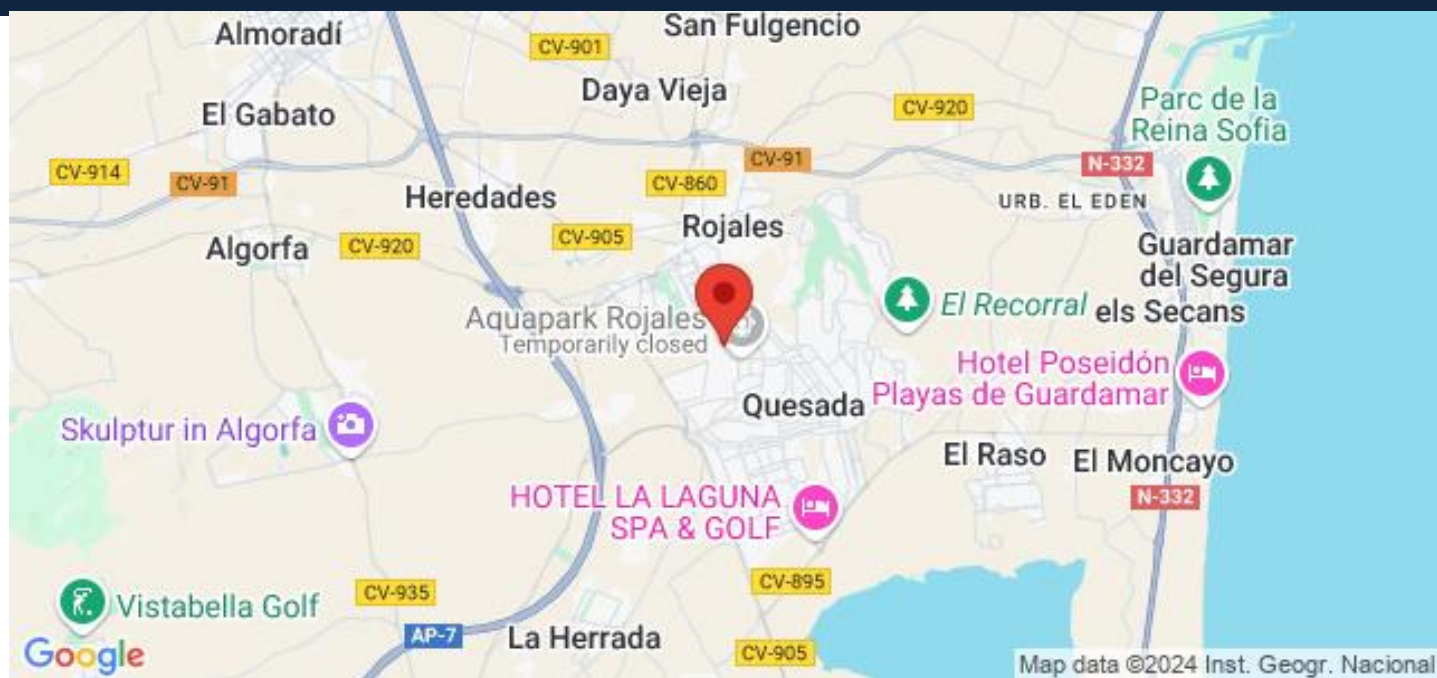 San Fulgencio
Almoradí
CV-901
Daya Vieja
Parc de la
Reina Sofia
El Gabato
CV-920
CV-91
N-332
CV-914
CV-91
CV-860
Heredades
URB. EL EDEN
Rojales
CV-905
Algorfa
CV-920
Guardamar
del Segura
El Recorral
els Secans
Aquapark Rojales
Temporarily closed
Hotel Poseidón
Playas de Guardamar
Quesada
Skulptur in Algorfa
El Raso
El Moncayo
HOTEL LA LAGUNA
SPA & GOLF
N-332
CV-895
CV-935
Vistabella Golf
AP-7
La Herrada
CV-905
Google
Map data ©2024 Inst. Geogr. Nacional